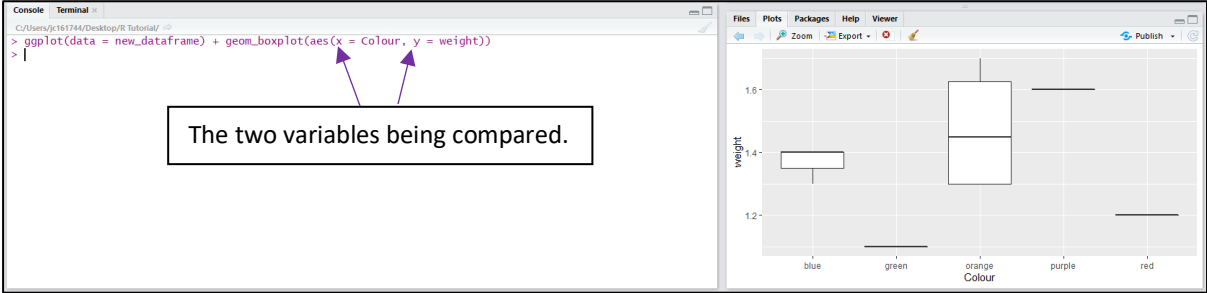 Console Terminal ×
C:/Users/jc161744/Desktop/R Tutorial/
> ggplot(data = new_dataframe) + geom_boxplot(aes(x = Colour, y = weight))
>
The two variables being compared.
Files Plots Packages Help Viewer
Zoom Export Publish
1.6
1.4
1.2
weight
blue green orange purple red
Colour